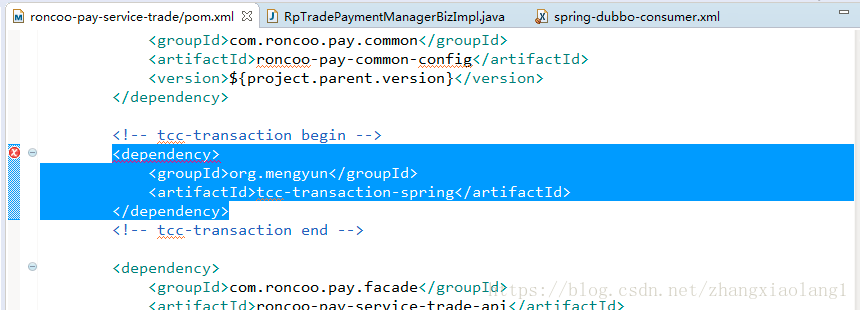 roncoo-pay-service-trade/pom.xml RpTradePaymentManagerBizImpl.java spring-dubbo-consumer.xml
<groupId>com.roncoo.pay.common</groupId>
<artifactId>roncoo-pay-common-config</artifactId>
<version>${project.parent.version}</version>
</dependency>
<!-- tcc-transaction begin -->
<dependency>
<groupId>org.mengyun</groupId>
<artifactId>tcc-transaction-spring</artifactId>
</dependency>
<!-- tcc-transaction end -->
<dependency>
<groupId>com.roncoo.pay.facade</groupId>
https://blog.csdn.net/zhangxiaolang1
<artifactId>roncoo-pay-service-trade-api</artifactId>